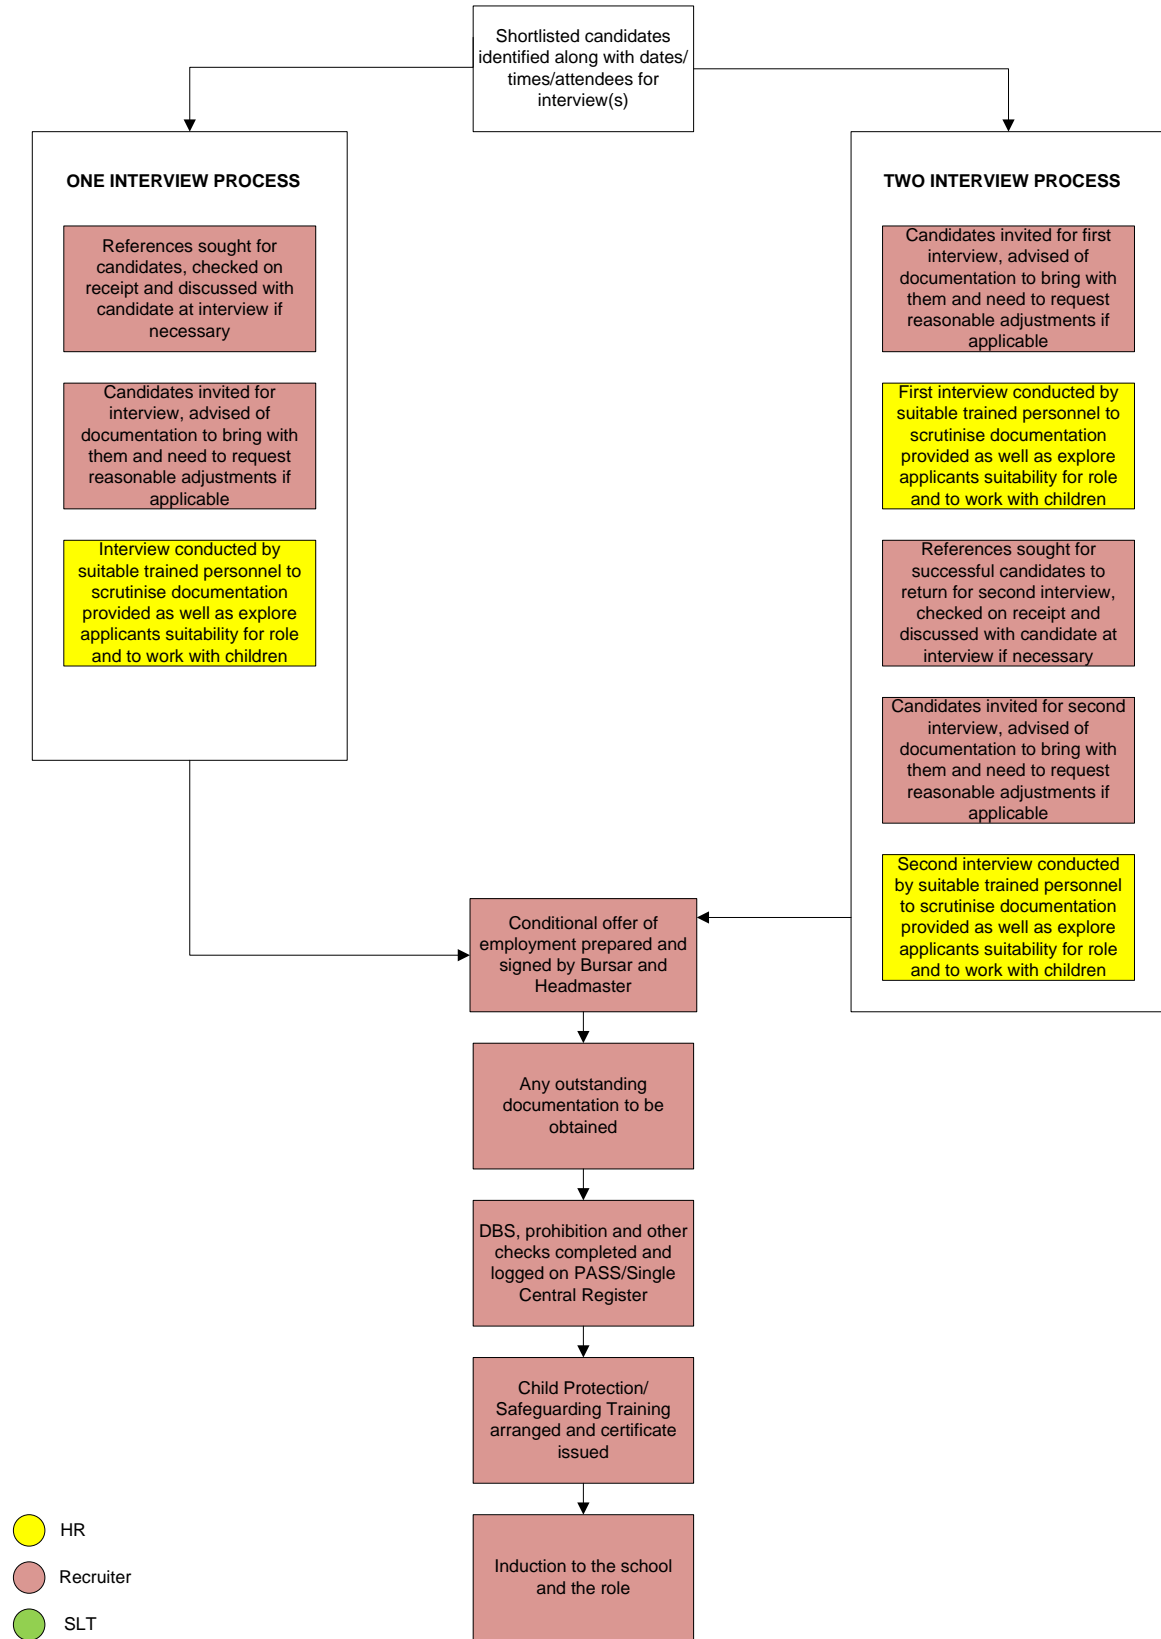 Shortlisted candidates
identified along with dates/
times/attendees for
interview(s)
ONE INTERVIEW PROCESS
References sought for
candidates, checked on
receipt and discussed with
candidate at interview if
necessary
Candidates invited for
interview, advised of
documentation to bring with
them and need to request
reasonable adjustments if
applicable
Interview conducted by
suitable trained personnel to
scrutinise documentation
provided as well as explore
applicants suitability for role
and to work with children
TWO INTERVIEW PROCESS
Candidates invited for first
interview, advised of
documentation to bring with
them and need to request
reasonable adjustments if
applicable
First interview conducted by
suitable trained personnel to
scrutinise documentation
provided as well as explore
applicants suitability for role
and to work with children
References sought for
successful candidates to
return for second interview,
checked on receipt and
discussed with candidate at
interview if necessary
Candidates invited for second
interview, advised of
documentation to bring with
them and need to request
reasonable adjustments if
applicable
Second interview conducted
by suitable trained personnel
to scrutinise documentation
provided as well as explore
applicants suitability for role
and to work with children
Conditional offer of
employment prepared and
signed by Bursar and
Headmaster
Any outstanding
documentation to be
obtained
DBS, prohibition and other
checks completed and
logged on PASS/Single
Central Register
Child Protection/
Safeguarding Training
arranged and certificate
issued
Induction to the school
and the role
HR
Recruiter
SLT